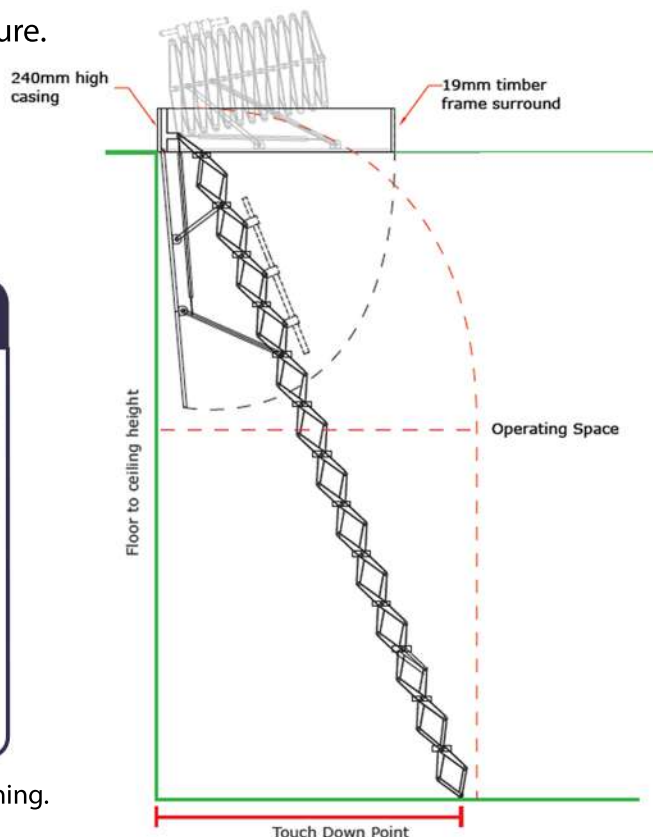 ure.
240mm high
casing
19mm timber
frame surround
Operating Space
Floor to ceiling height
ning.
Touch Down Point